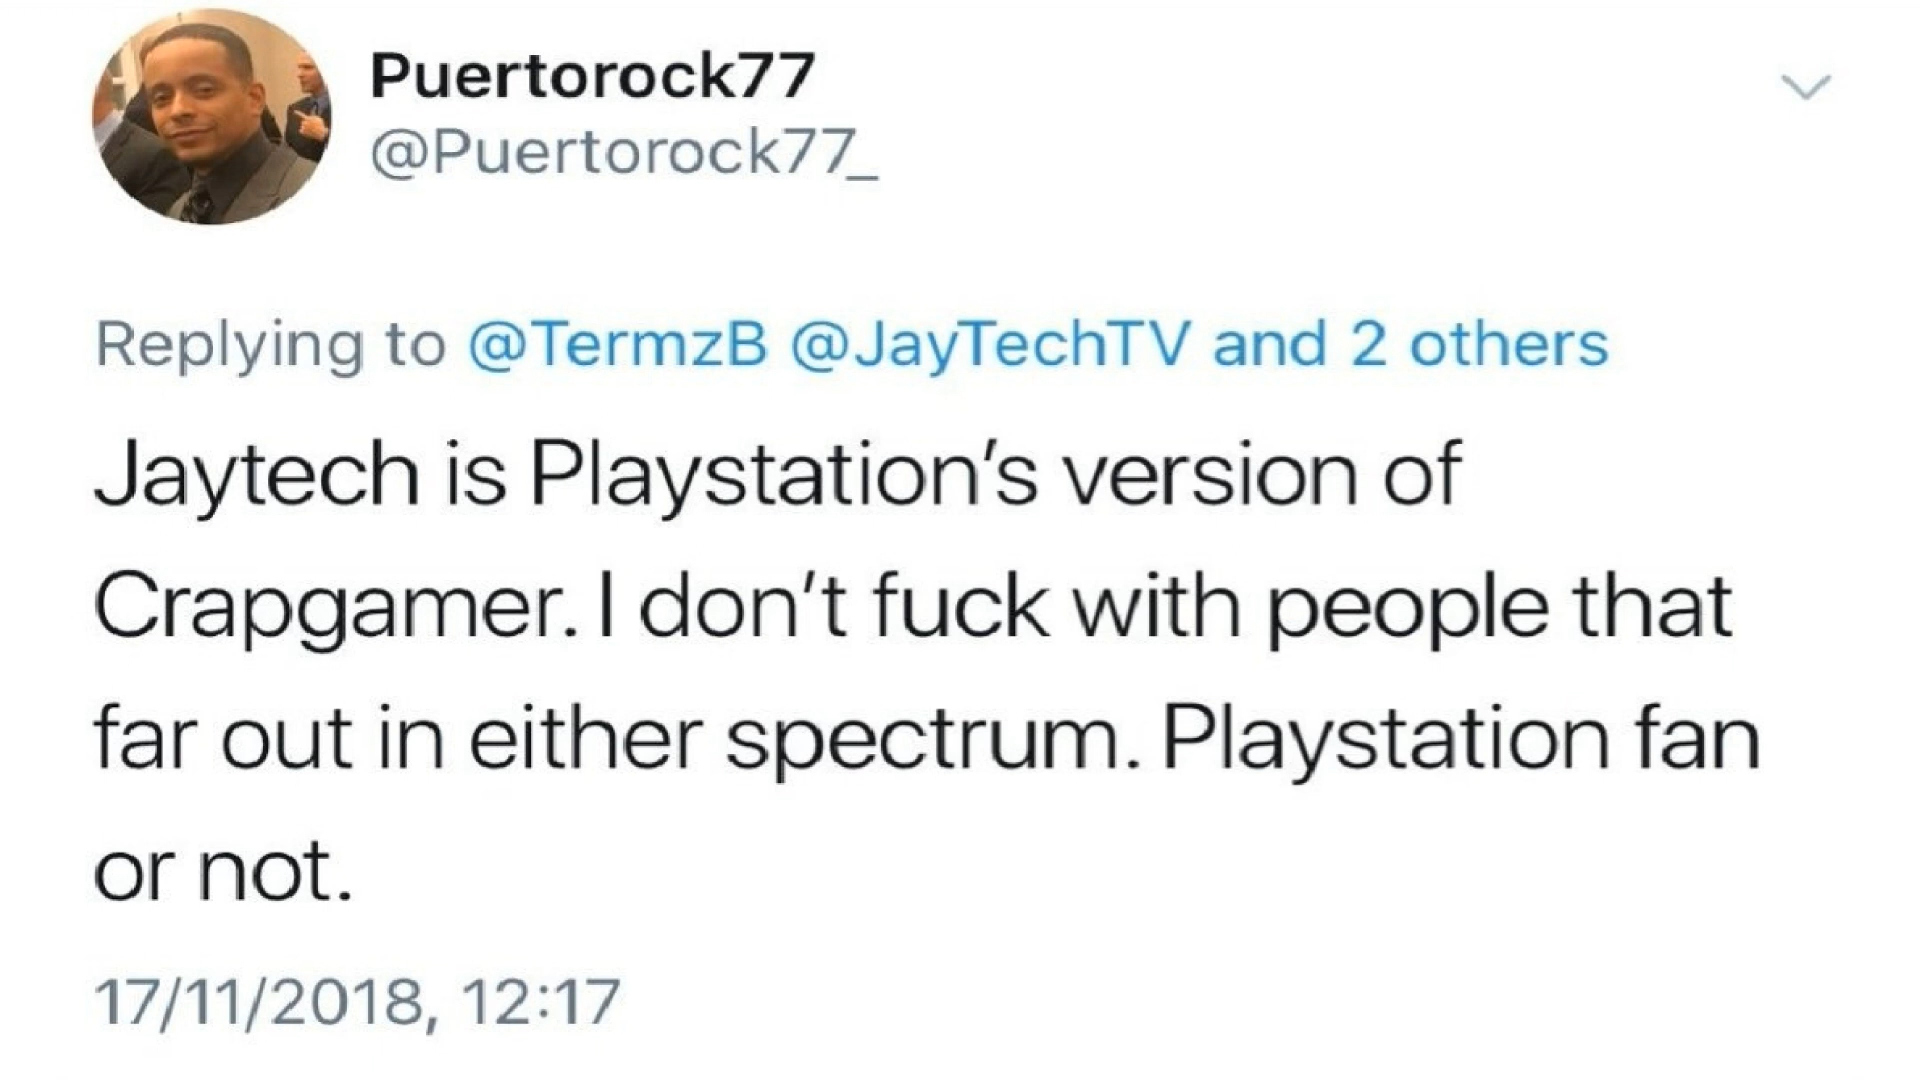 Puertorock77
@Puertorock77_
Replying to @TermzB @JayTechTV and 2 others
Jaytech is Playstation’s version of
Crapgamer. I don’t fuck with people that
far out in either spectrum. Playstation fan
or not.
17/11/2018, 12:17